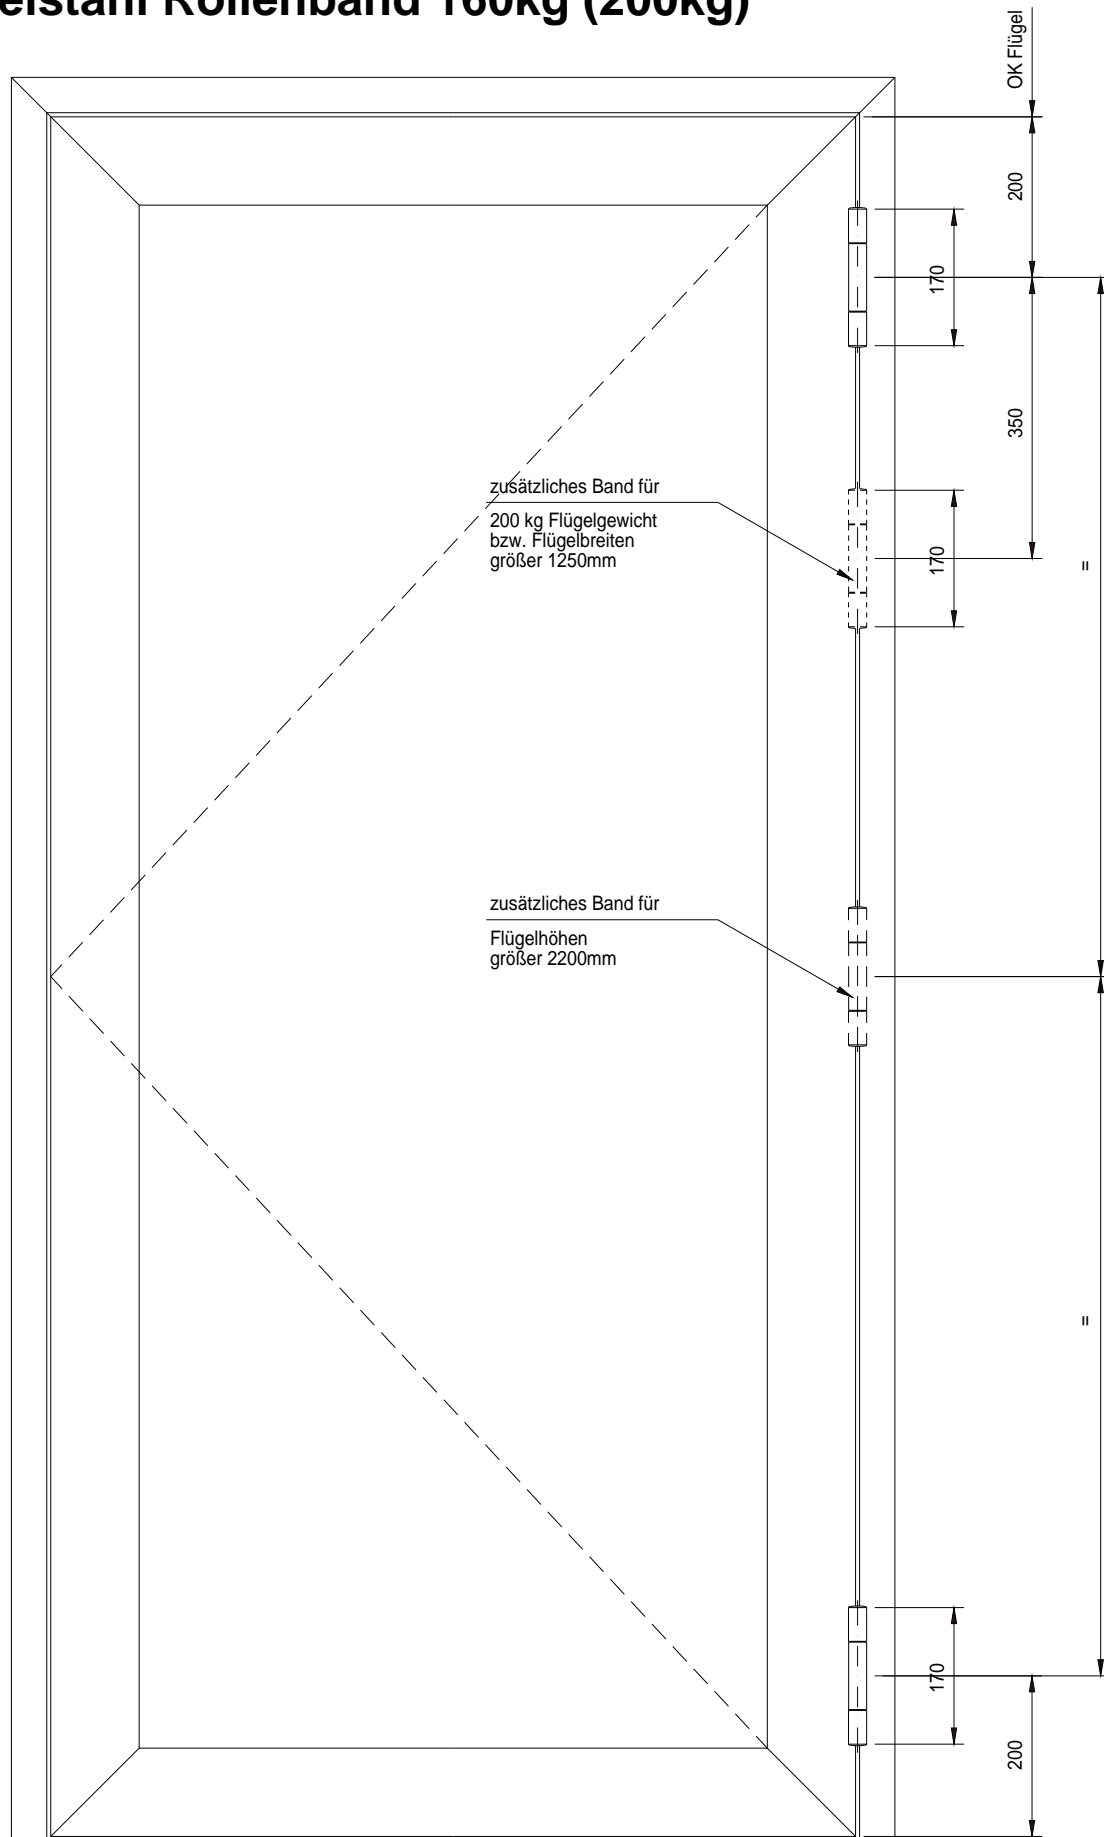 elstahl Rollenband 160kg (200kg)
OK Flügel
200
170
350
zusätzliches Band für
200 kg Flügelgewicht
bzw. Flügelbreiten
größer 1250mm
170
=
zusätzliches Band für
Flügelhöhen
größer 2200mm
=
170
200